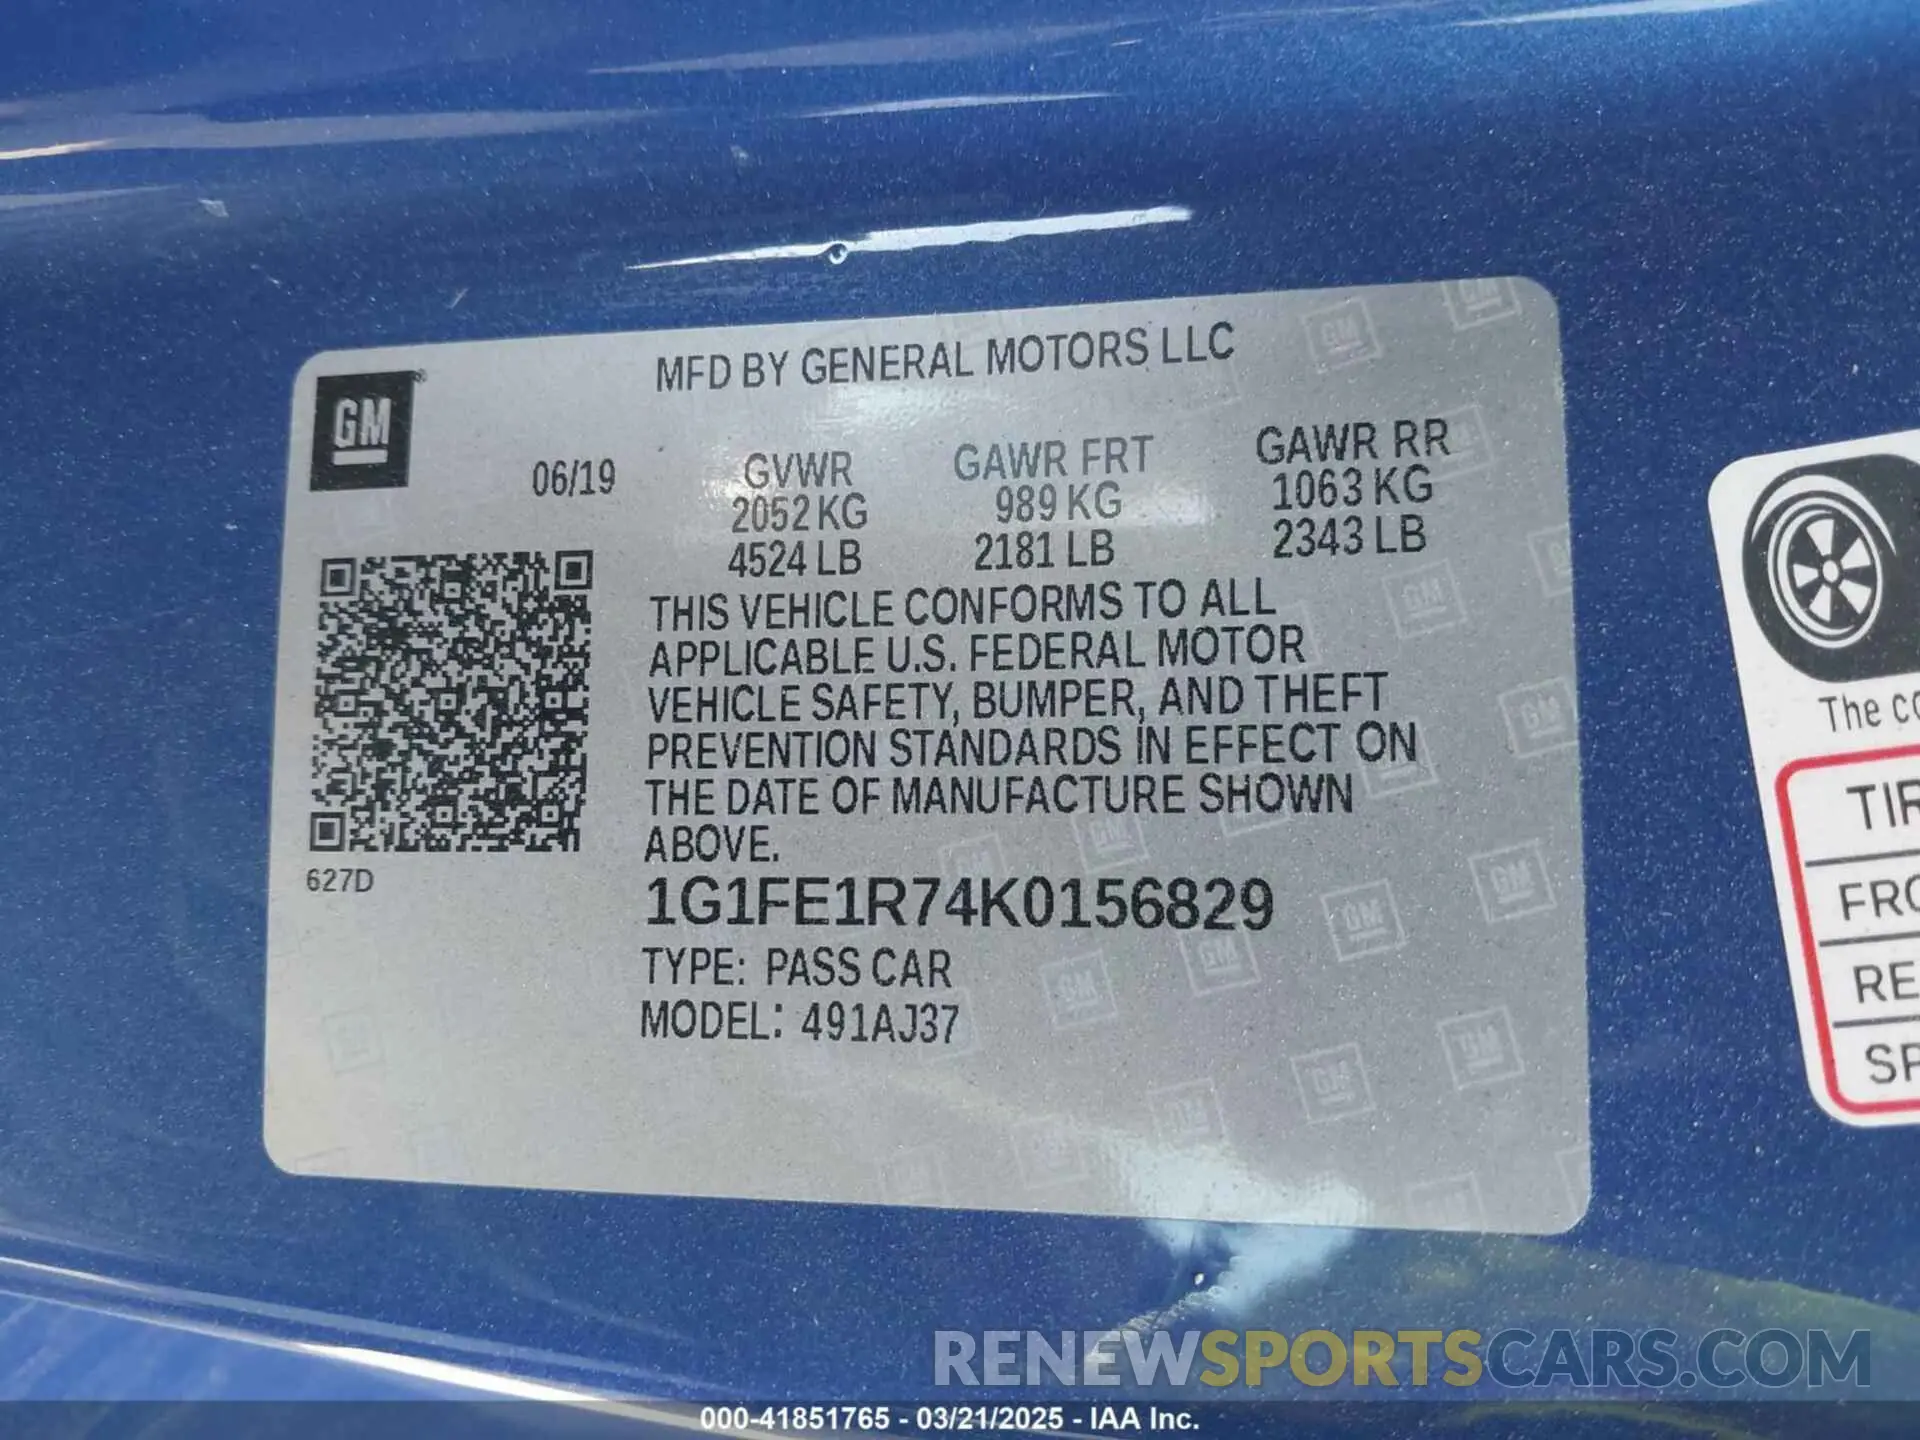 MFD BY GENERAL MOTORS LLC
GM
06/19
GVWR
2052 KG
4524 LB
GAWR FRT
989 KG
2181 LB
GAWR RR
1063 KG
2343 LB
THIS VEHICLE CONFORMS TO ALL
APPLICABLE U.S. FEDERAL MOTOR
VEHICLE SAFETY, BUMPER, AND THEFT
PREVENTION STANDARDS IN EFFECT ON
THE DATE OF MANUFACTURE SHOWN
ABOVE.
627D
1G1FE1R74K0156829
TYPE: PASS CAR
MODEL: 491AJ37
The
RENEWSPORTSCARS.COM
000-41851765 - 03/21/2025 - IAA Inc.